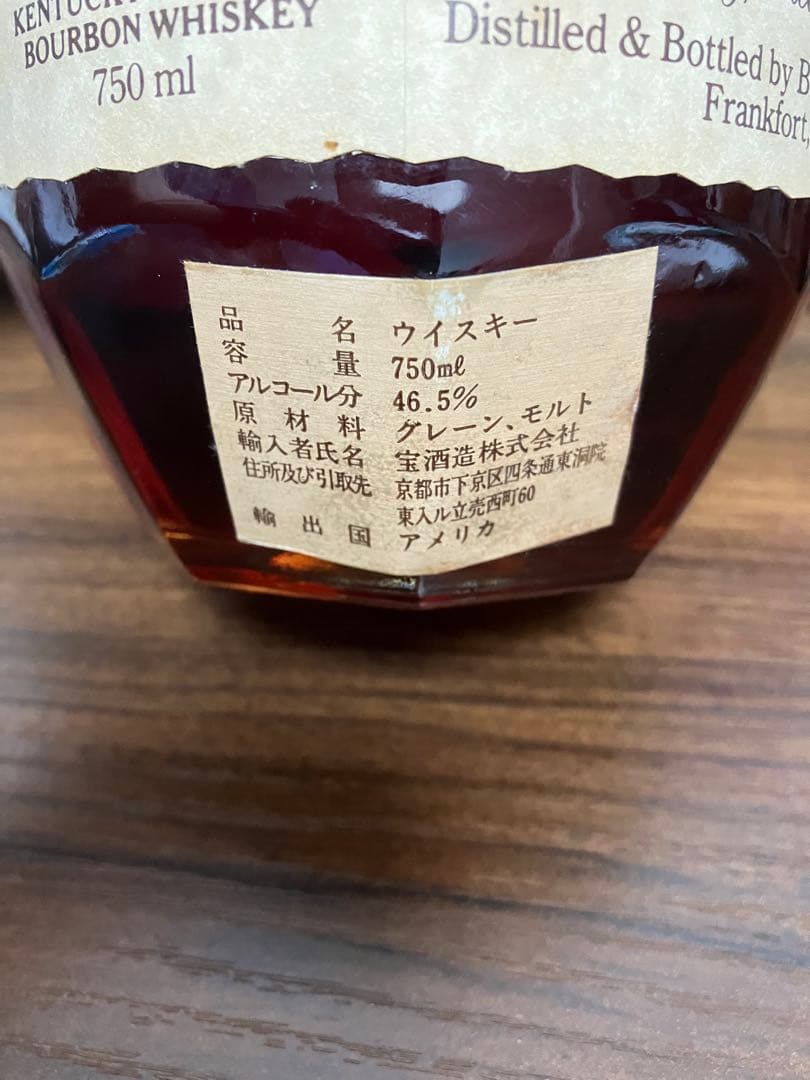 KENTUCKY
BOURBON WHISKEY
750 ml
Distilled & Bottled by B
Frankfort,
品名 ウイスキー
容量 750mℓ
アルコール分 46.5%
原材料 グレーン、モルト
輸入者氏名 宝酒造株式会社
住所及び引取先 京都市下京区四条通東洞院
東入ル立売西町60
輸出国 アメリカ